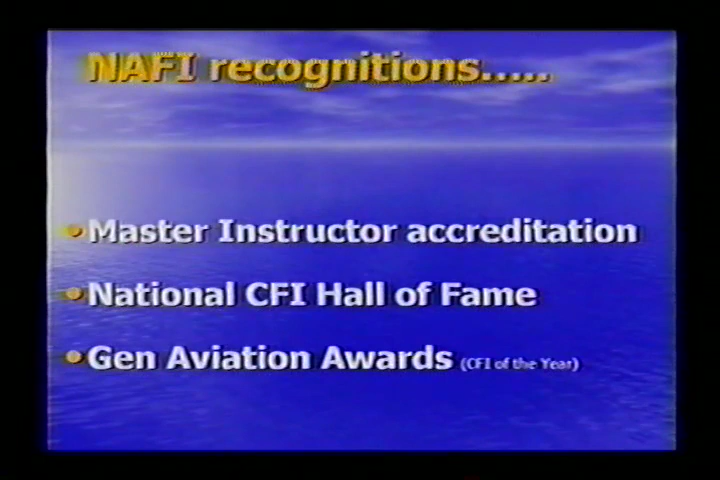 NAFI recognitions.....
•Master Instructor accreditation
•National CFI Hall of Fame
•Gen Aviation Awards (CFI of the Year)